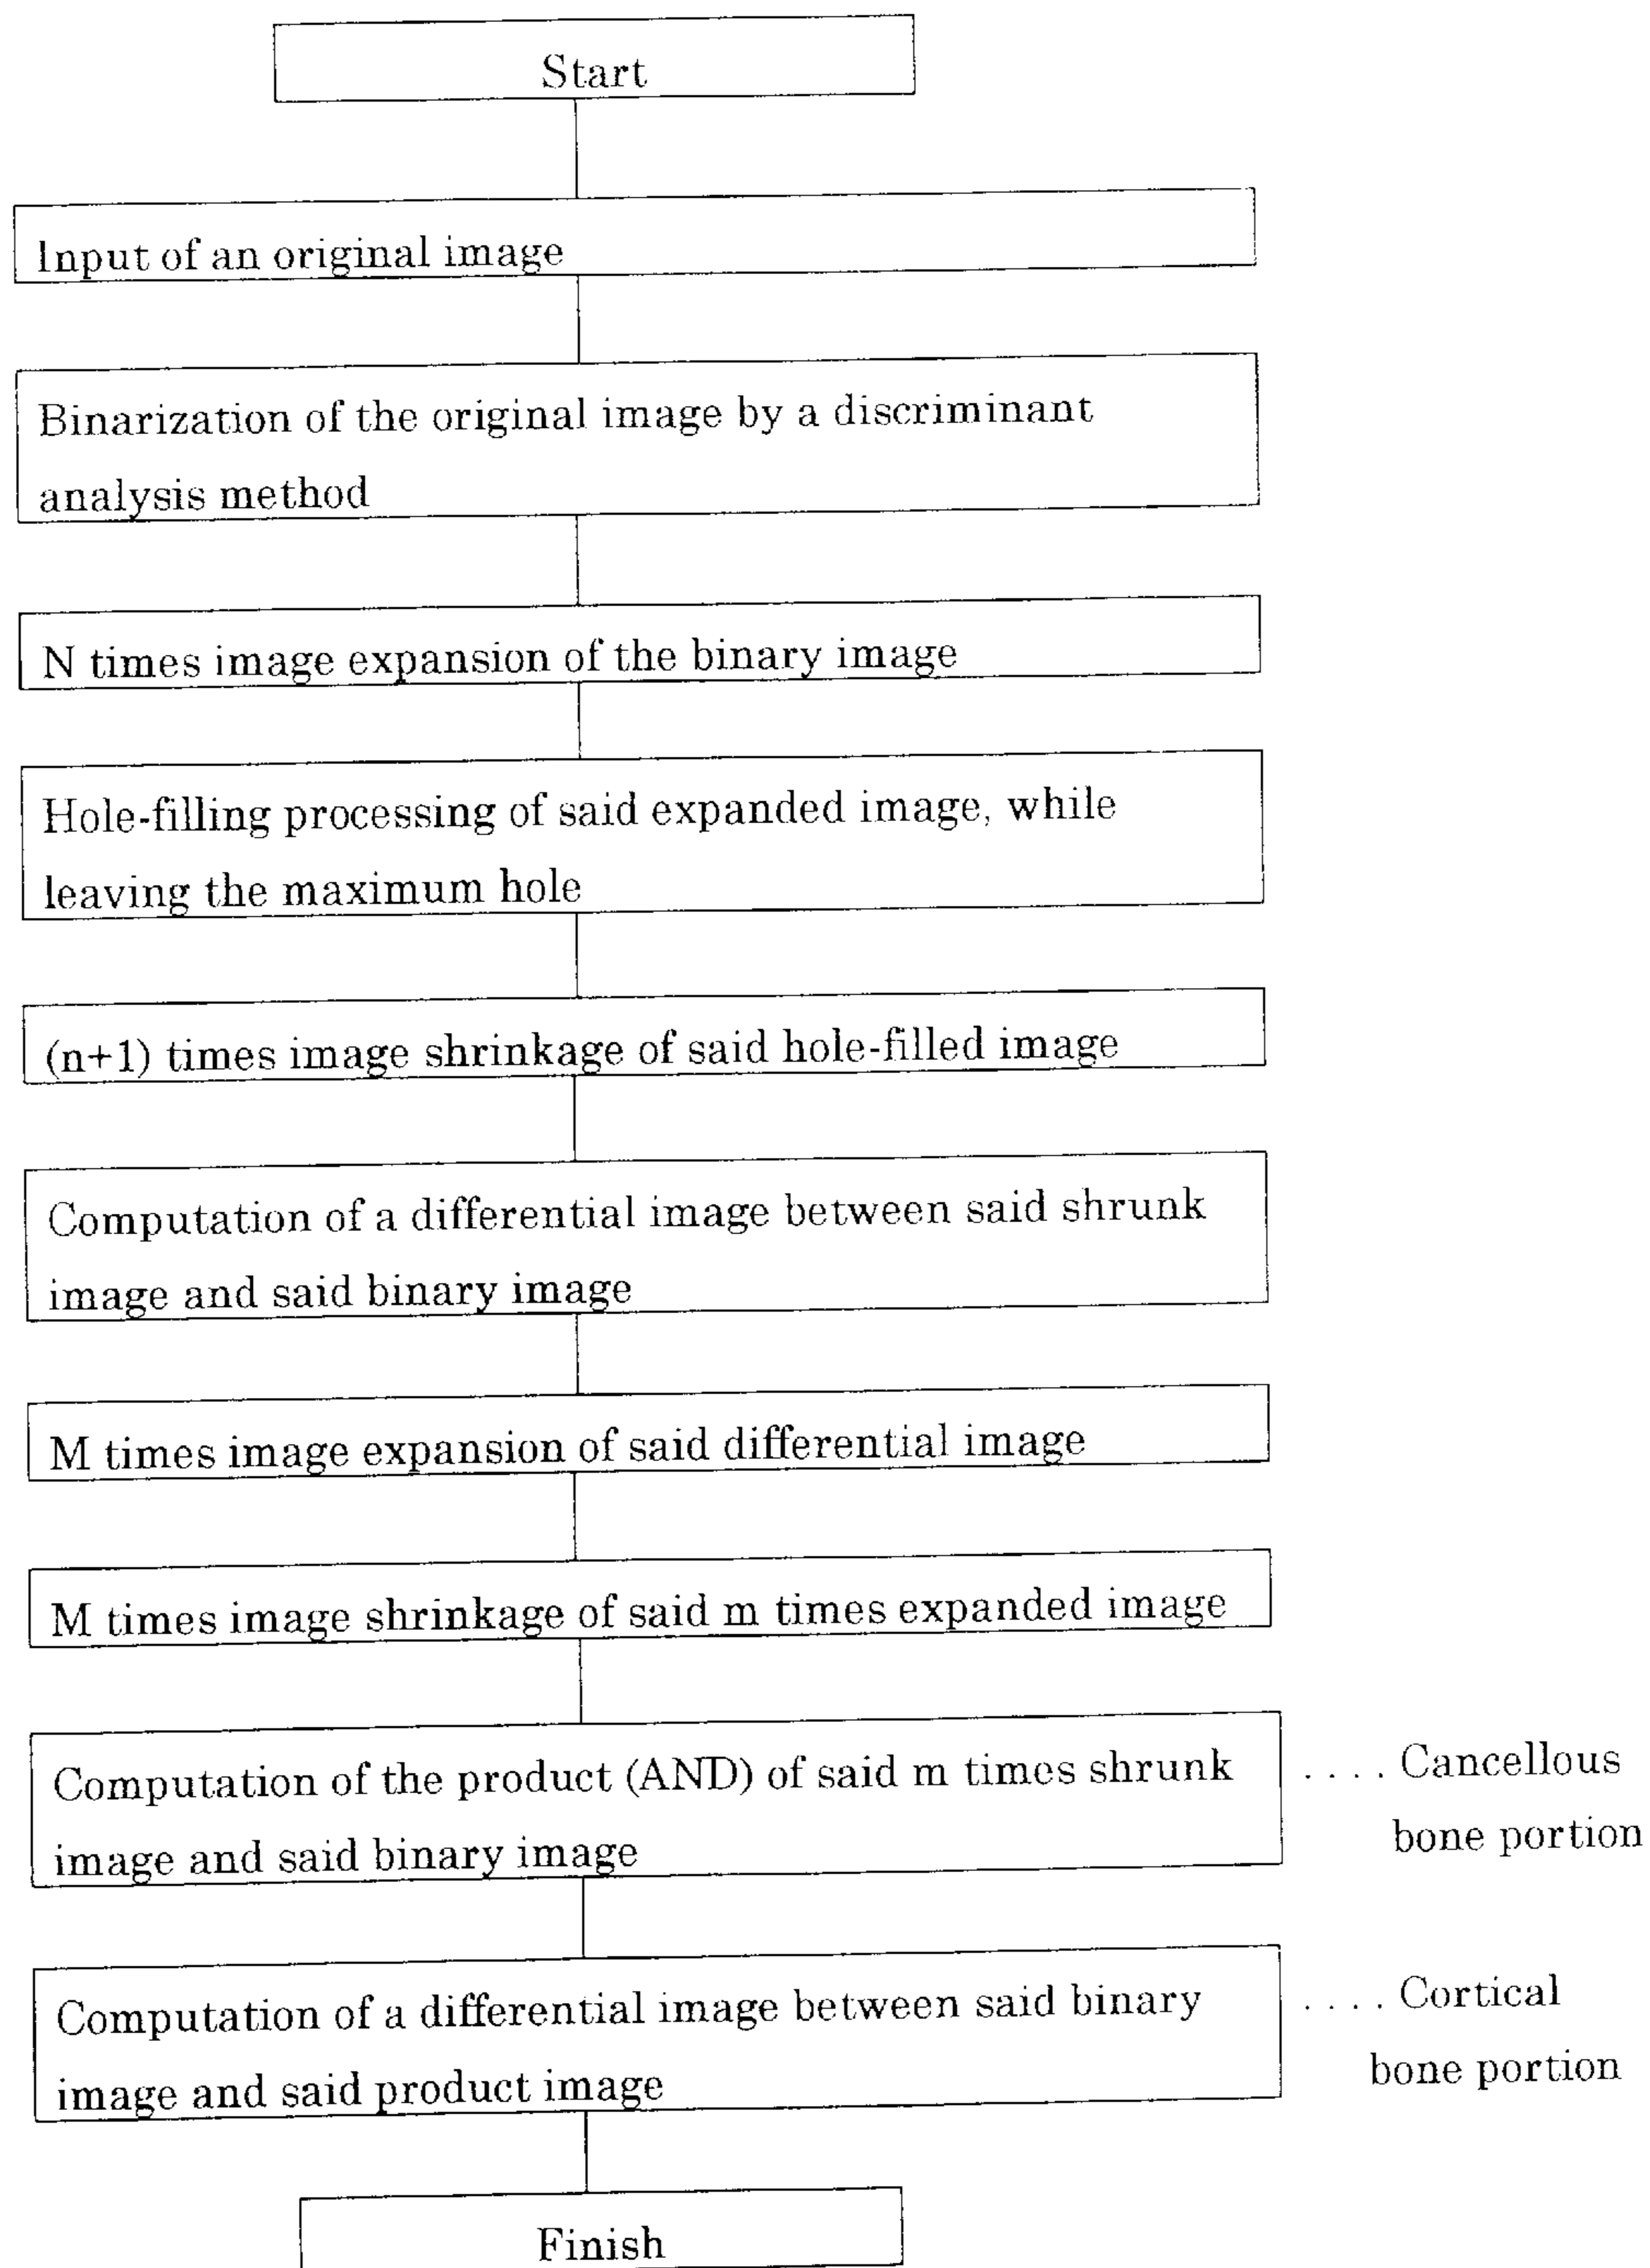 Start
Input of an original image
Binarization of the original image by a discriminant
analysis method
N times image expansion of the binary image
Hole-filling processing of said expanded image, while
leaving the maximum hole
(n+1) times image shrinkage of said hole-filled image
Computation of a differential image between said shrunk
image and said binary image
M times image expansion of said differential image
M times image shrinkage of said m times expanded image
Computation of the product (AND) of said m times shrunk
image and said binary image
.... Cancellous
bone portion
Computation of a differential image between said binary
image and said product image
.... Cortical
bone portion
Finish